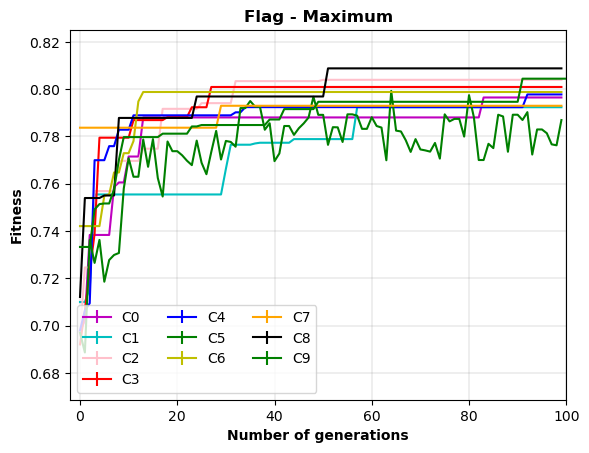 Flag - Maximum
0.82
0.80
0.78
0.76
0.74
0.72
0.70
0.68
Fitness
C0 C4 C7
C1 C5 C8
C2 C6 C9
C3
0 20 40 60 80 100
Number of generations